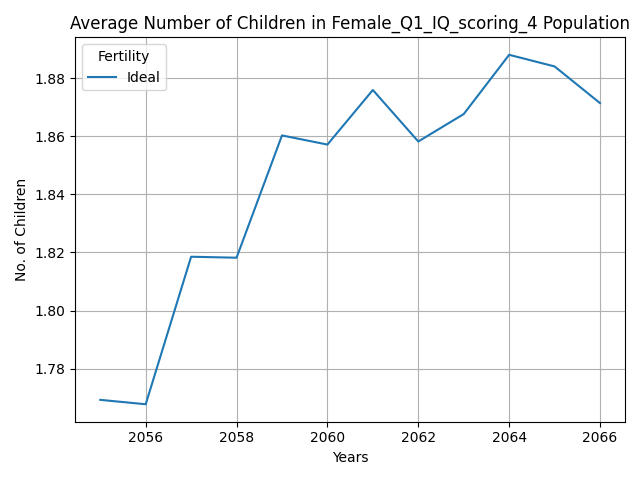 Average Number of Children in Female_Q1_IQ_scoring_4 Population
Fertility
Ideal
No. of Children
1.88
1.86
1.84
1.82
1.80
1.78
2056 2058 2060 2062 2064 2066
Years